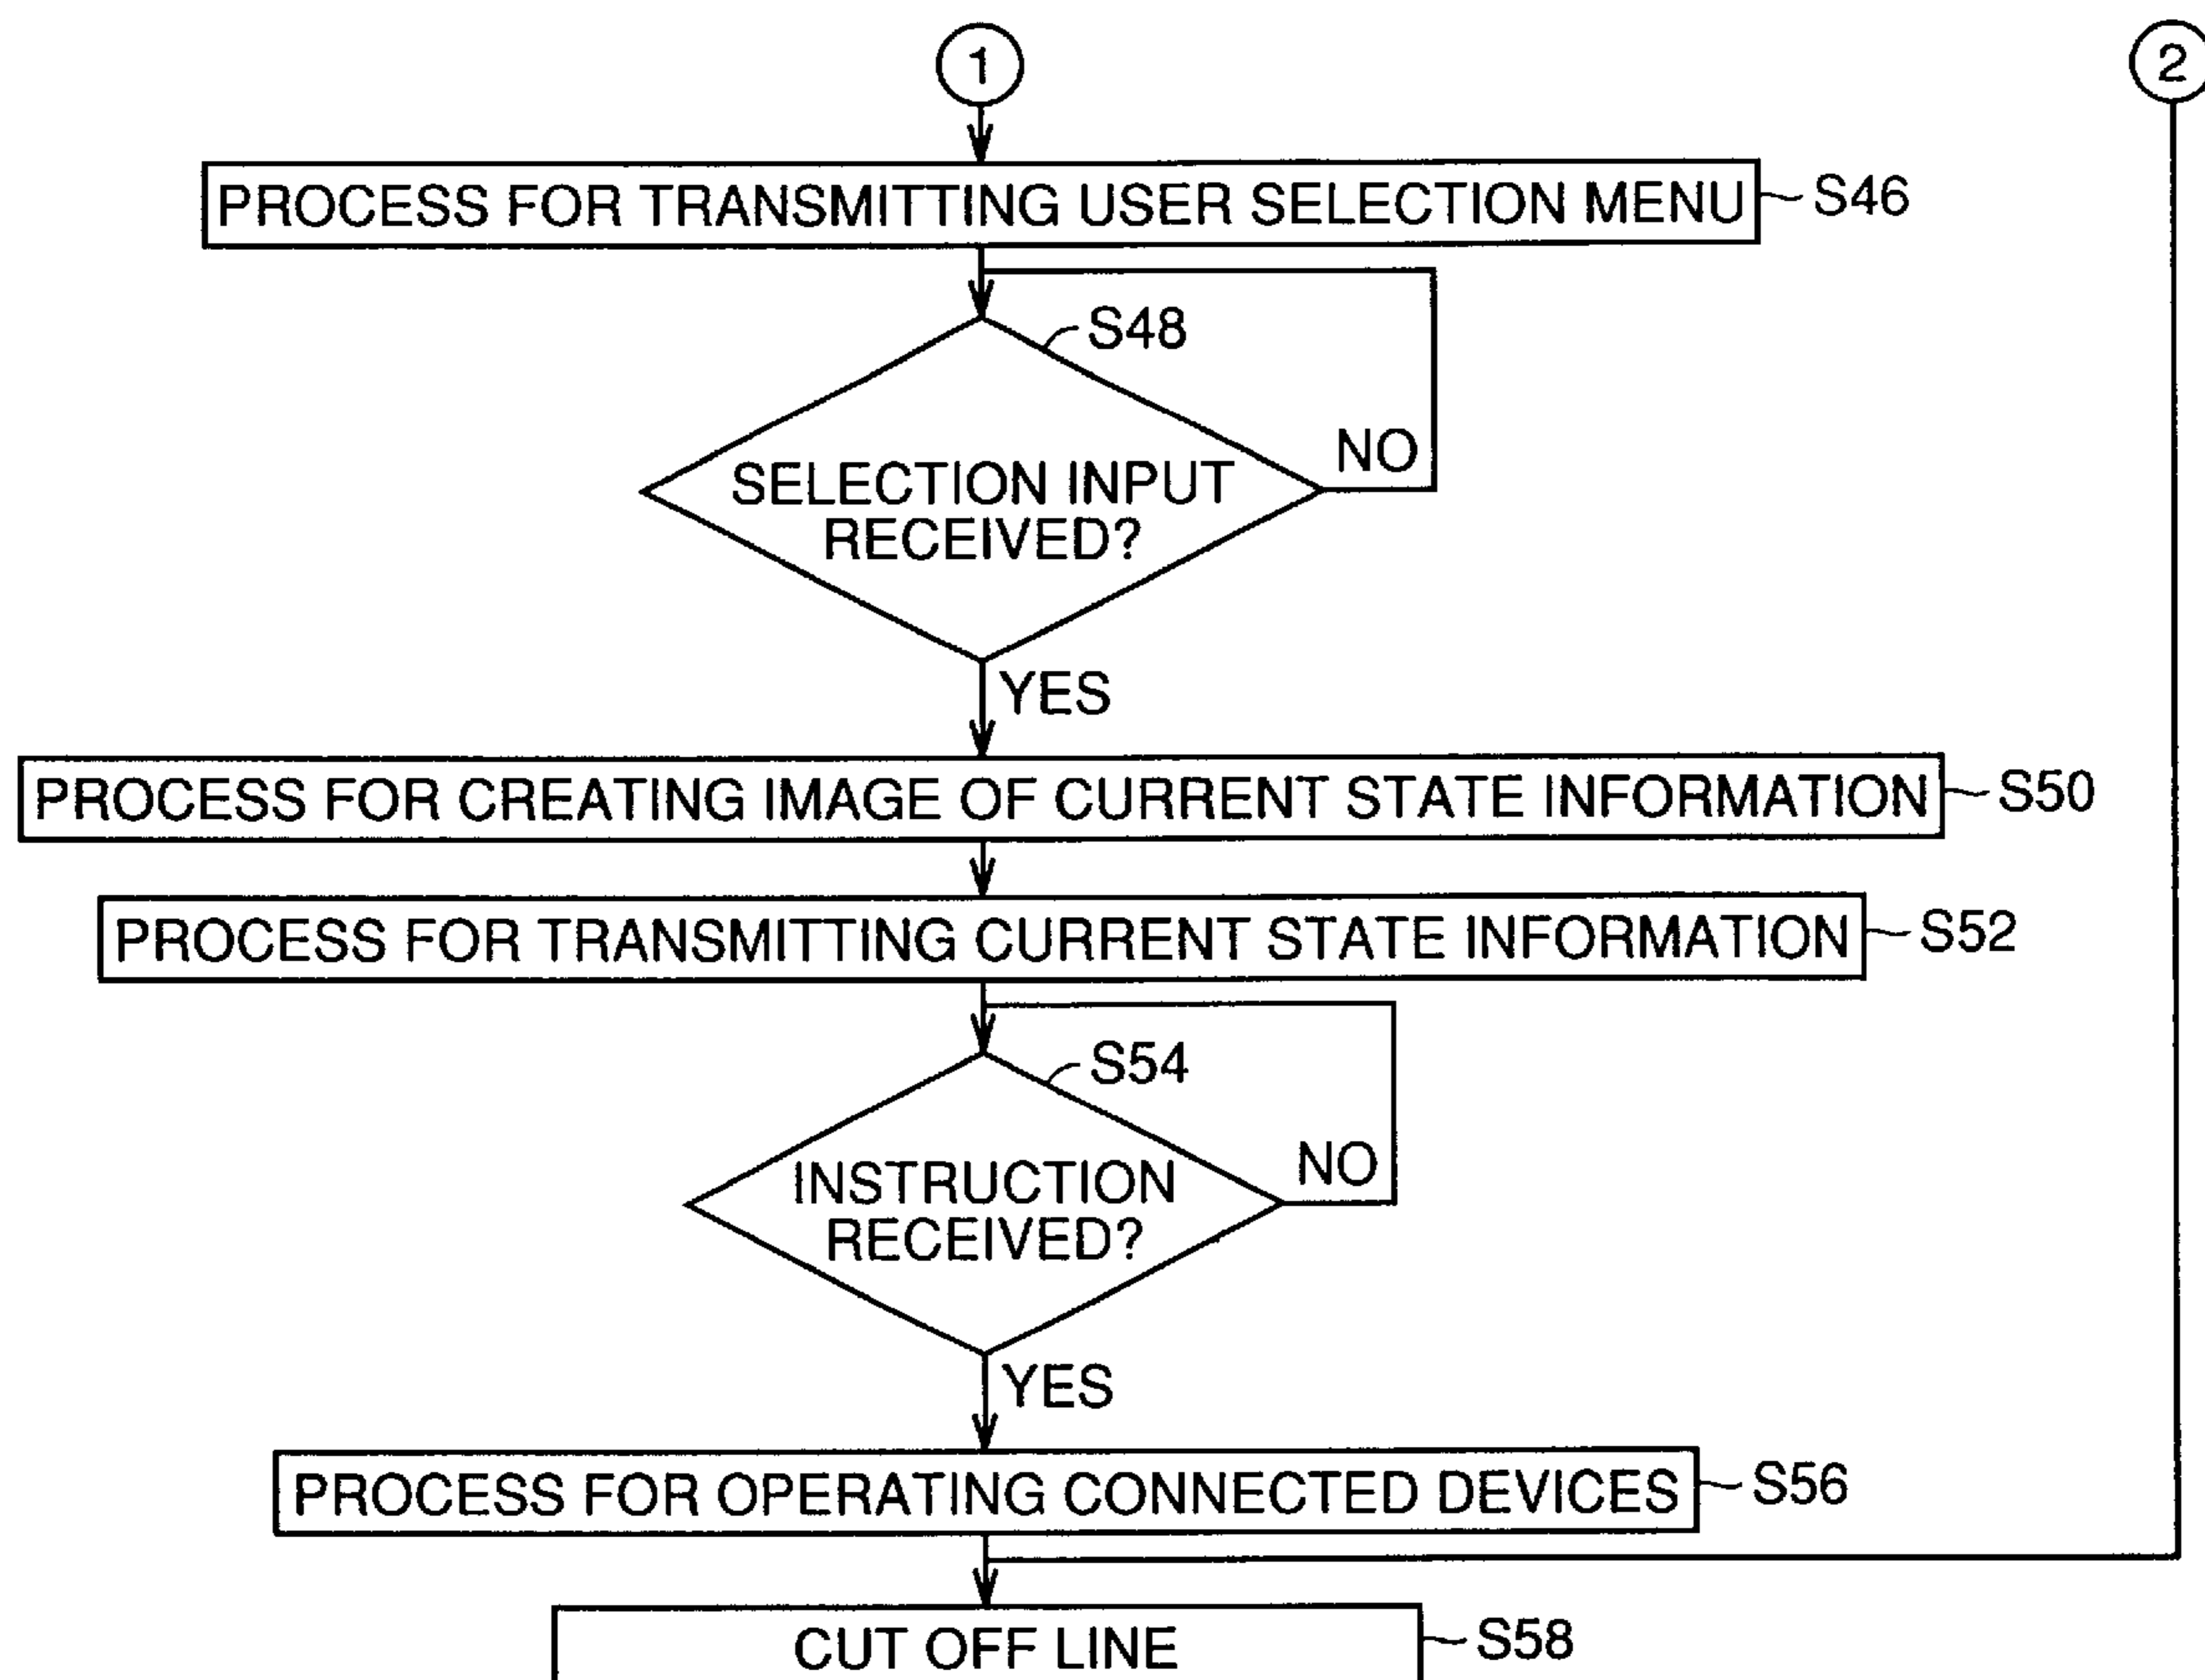 1
2
PROCESS FOR TRANSMITTING USER SELECTION MENU
S46
S48
SELECTION INPUT
RECEIVED?
NO
YES
PROCESS FOR CREATING IMAGE OF CURRENT STATE INFORMATION
S50
PROCESS FOR TRANSMITTING CURRENT STATE INFORMATION
S52
S54
INSTRUCTION
RECEIVED?
NO
YES
PROCESS FOR OPERATING CONNECTED DEVICES
S56
CUT OFF LINE
S58